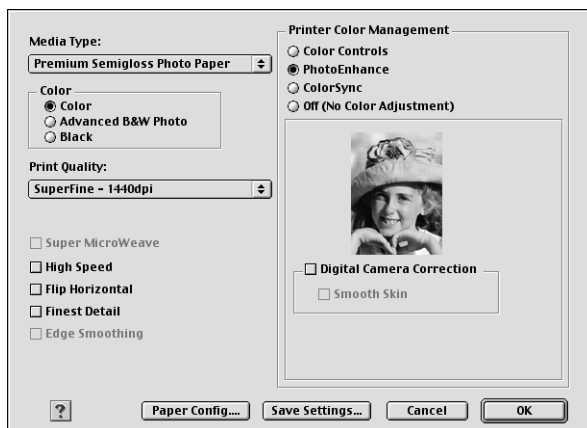 Media Type:
Premium Semigloss Photo Paper
Color
Color
Advanced B&W Photo
Black
Print Quality:
SuperFine - 1440dpi
Super MicroWeave
High Speed
Flip Horizontal
Finest Detail
Edge Smoothing
Printer Color Management
Color Controls
PhotoEnhance
ColorSync
Off (No Color Adjustment)
Digital Camera Correction
Smooth Skin
?
Paper Config....
Save Settings...
Cancel
OK